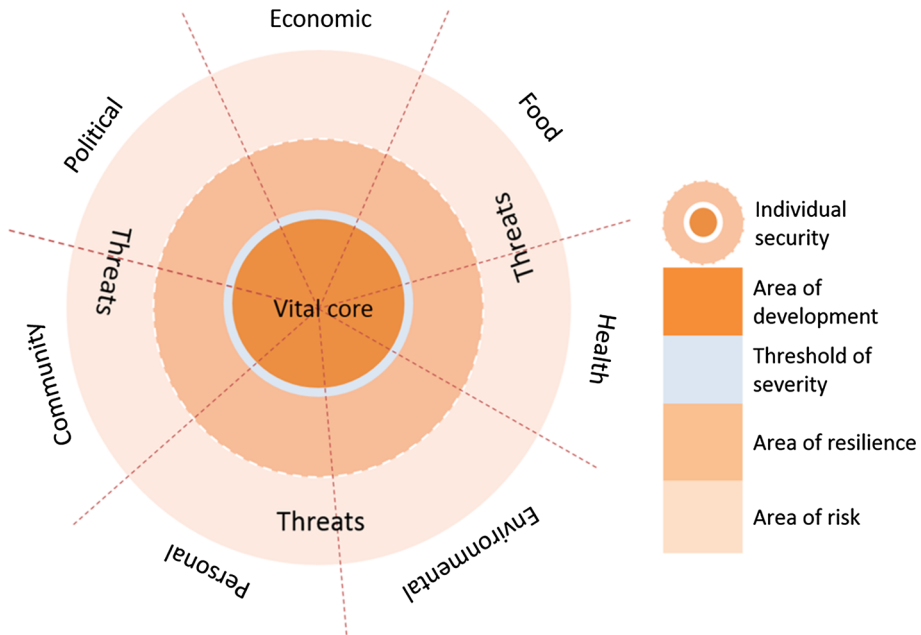 Economic
Political
Food
Threats
Threats
Vital core
Health
Community
Threats
Personal
Environmental
Individual
security
Area of
development
Threshold of
severity
Area of resilience
Area of risk